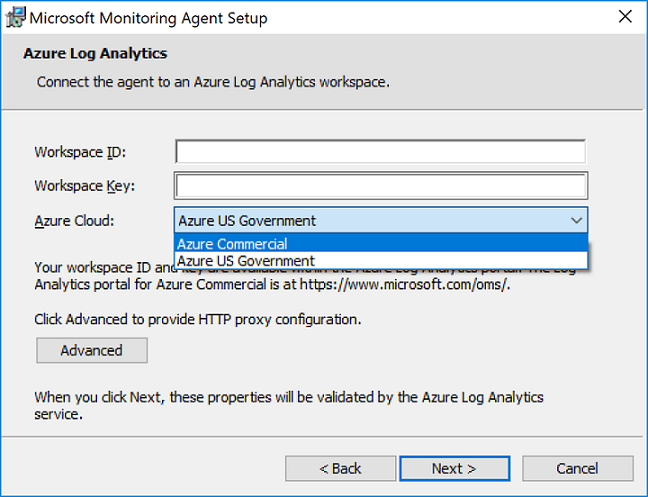 Microsoft Monitoring Agent Setup
Azure Log Analytics
Connect the agent to an Azure Log Analytics workspace.
Workspace ID:
Workspace Key:
Azure Cloud: Azure US Government
Azure Commercial
Azure US Government
Your workspace ID and key are available within the Azure Log Analytics portal. The Log
Analytics portal for Azure Commercial is at https://www.microsoft.com/oms/.
Click Advanced to provide HTTP proxy configuration.
Advanced
When you click Next, these properties will be validated by the Azure Log Analytics
service.
< Back Next > Cancel